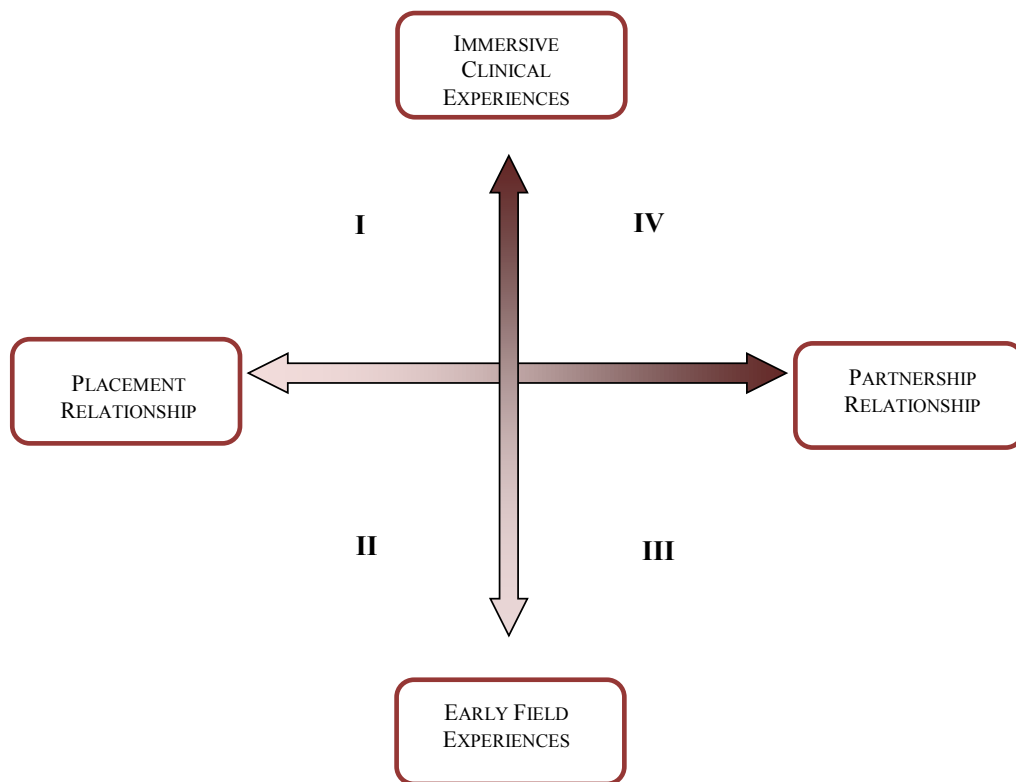 IMMERSIVE
CLINICAL
EXPERIENCES
I
IV
PLACEMENT
RELATIONSHIP
PARTNERSHIP
RELATIONSHIP
II
III
EARLY FIELD
EXPERIENCES